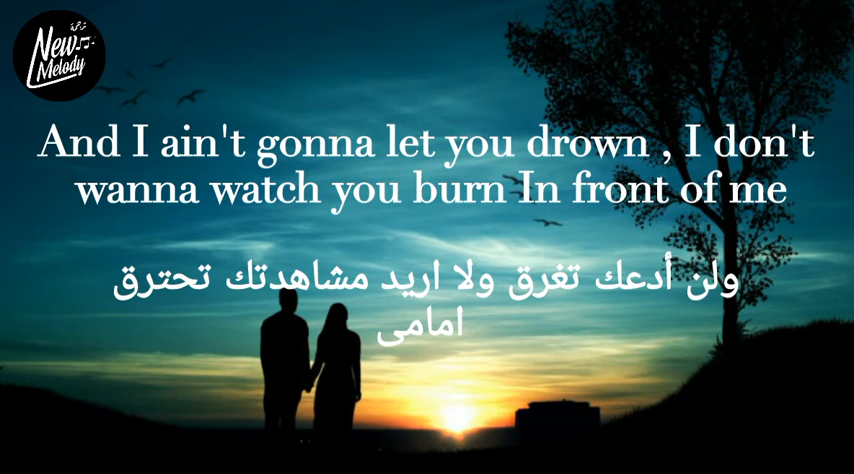 ترجمة
New
Melody
And I ain't gonna let you drown , I don't
wanna watch you burn In front of me
ولن أدعك تغرق ولا اريد مشاهدتك تحترق
امامى